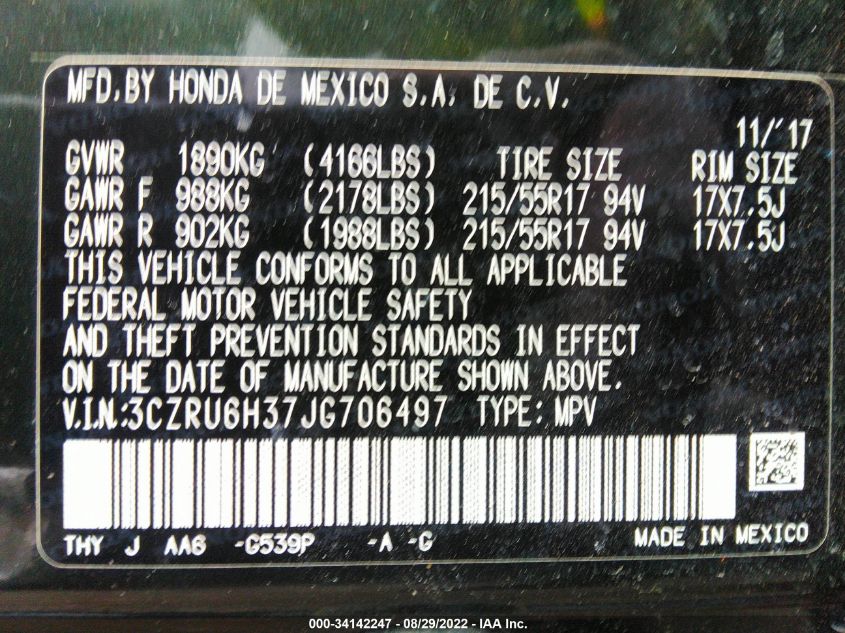 MFD. BY HONDA DE MEXICO S.A. DE C.V.
11/'17
GVWR 1890KG (4166LBS) TIRE SIZE RIM SIZE
GAWR F 988KG (2178LBS) 215/55R17 94V 17X7.5J
GAWR R 902KG (1988LBS) 215/55R17 94V 17X7.5J
THIS VEHICLE CONFORMS TO ALL APPLICABLE
FEDERAL MOTOR VEHICLE SAFETY
AND THEFT PREVENTION STANDARDS IN EFFECT
ON THE DATE OF MANUFACTURE SHOWN ABOVE.
V.I.N.:3CZRU6H37JG706497 TYPE: MPV
THY J AA6 -G539P -A -G MADE IN MEXICO
000-34142247 - 08/29/2022 - IAA Inc.